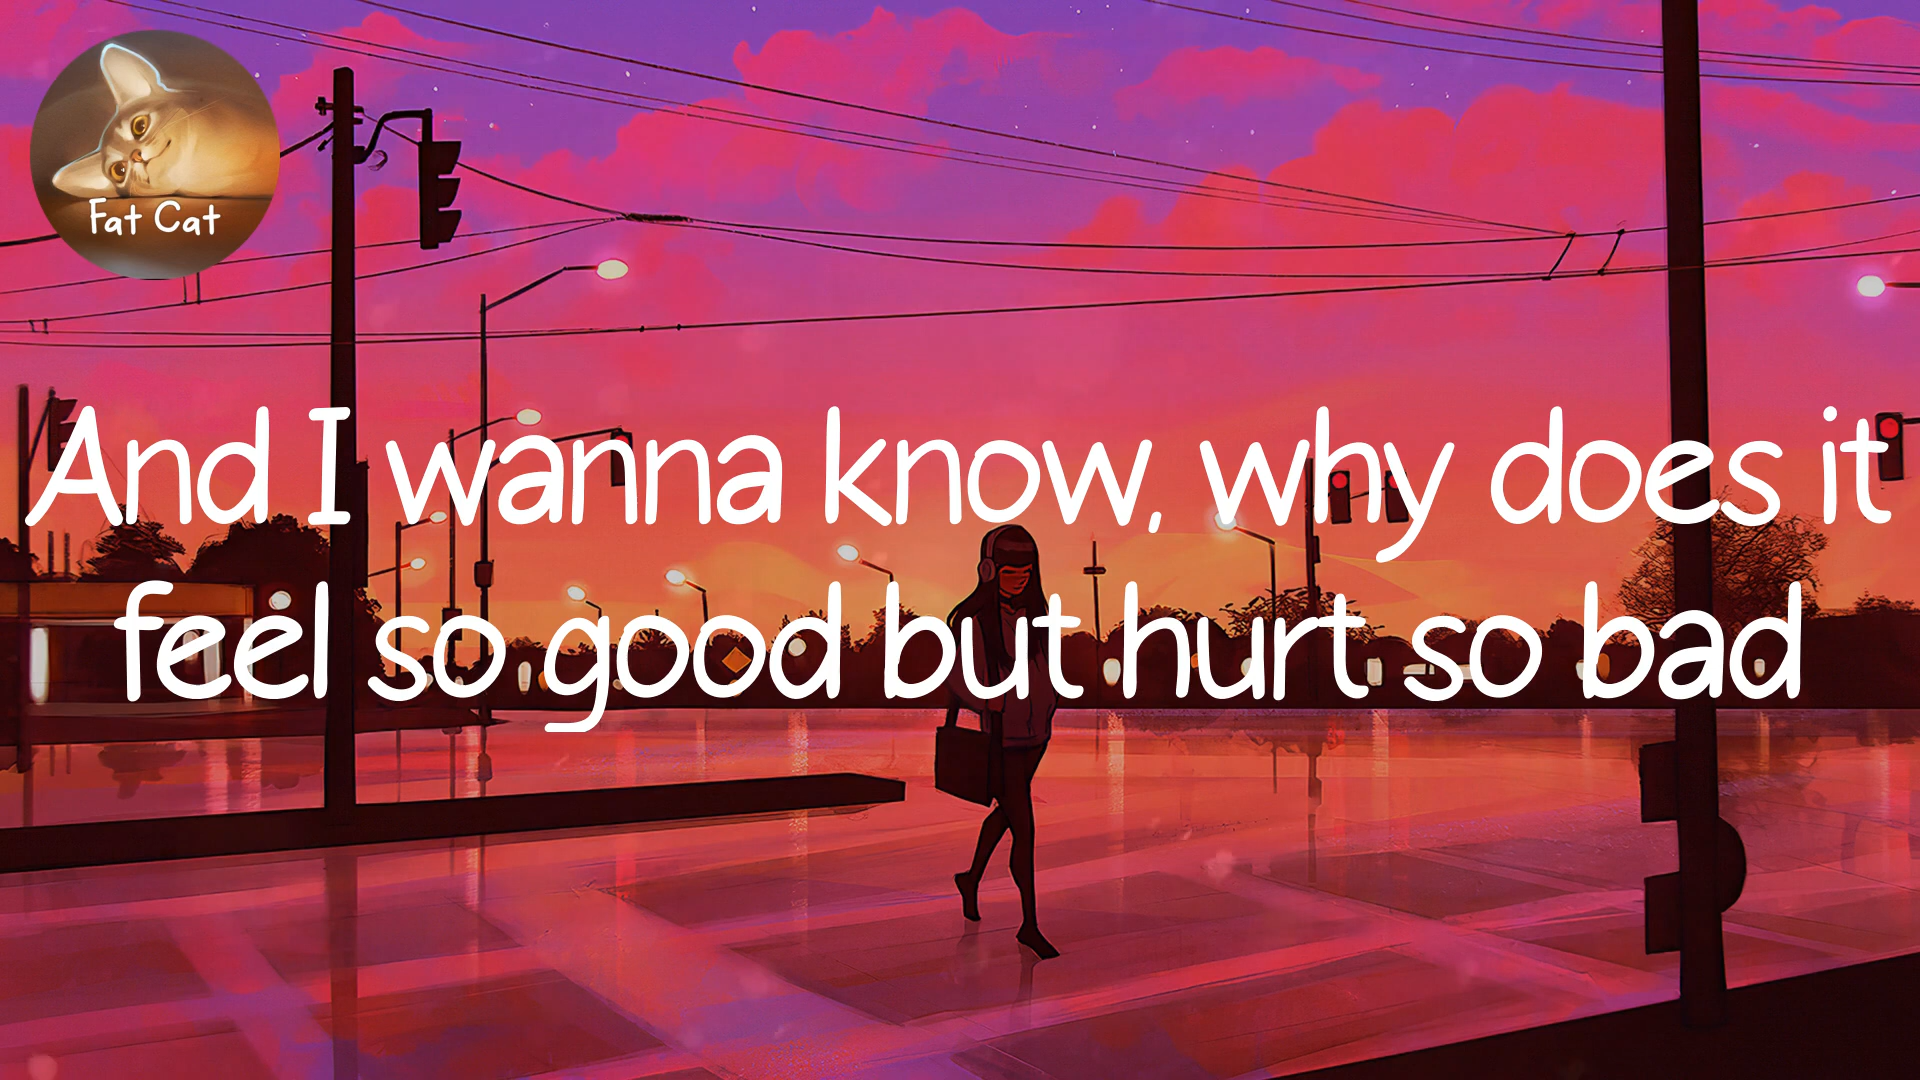 Fat Cat
And I wanna know, why does it
feel so good but hurt so bad